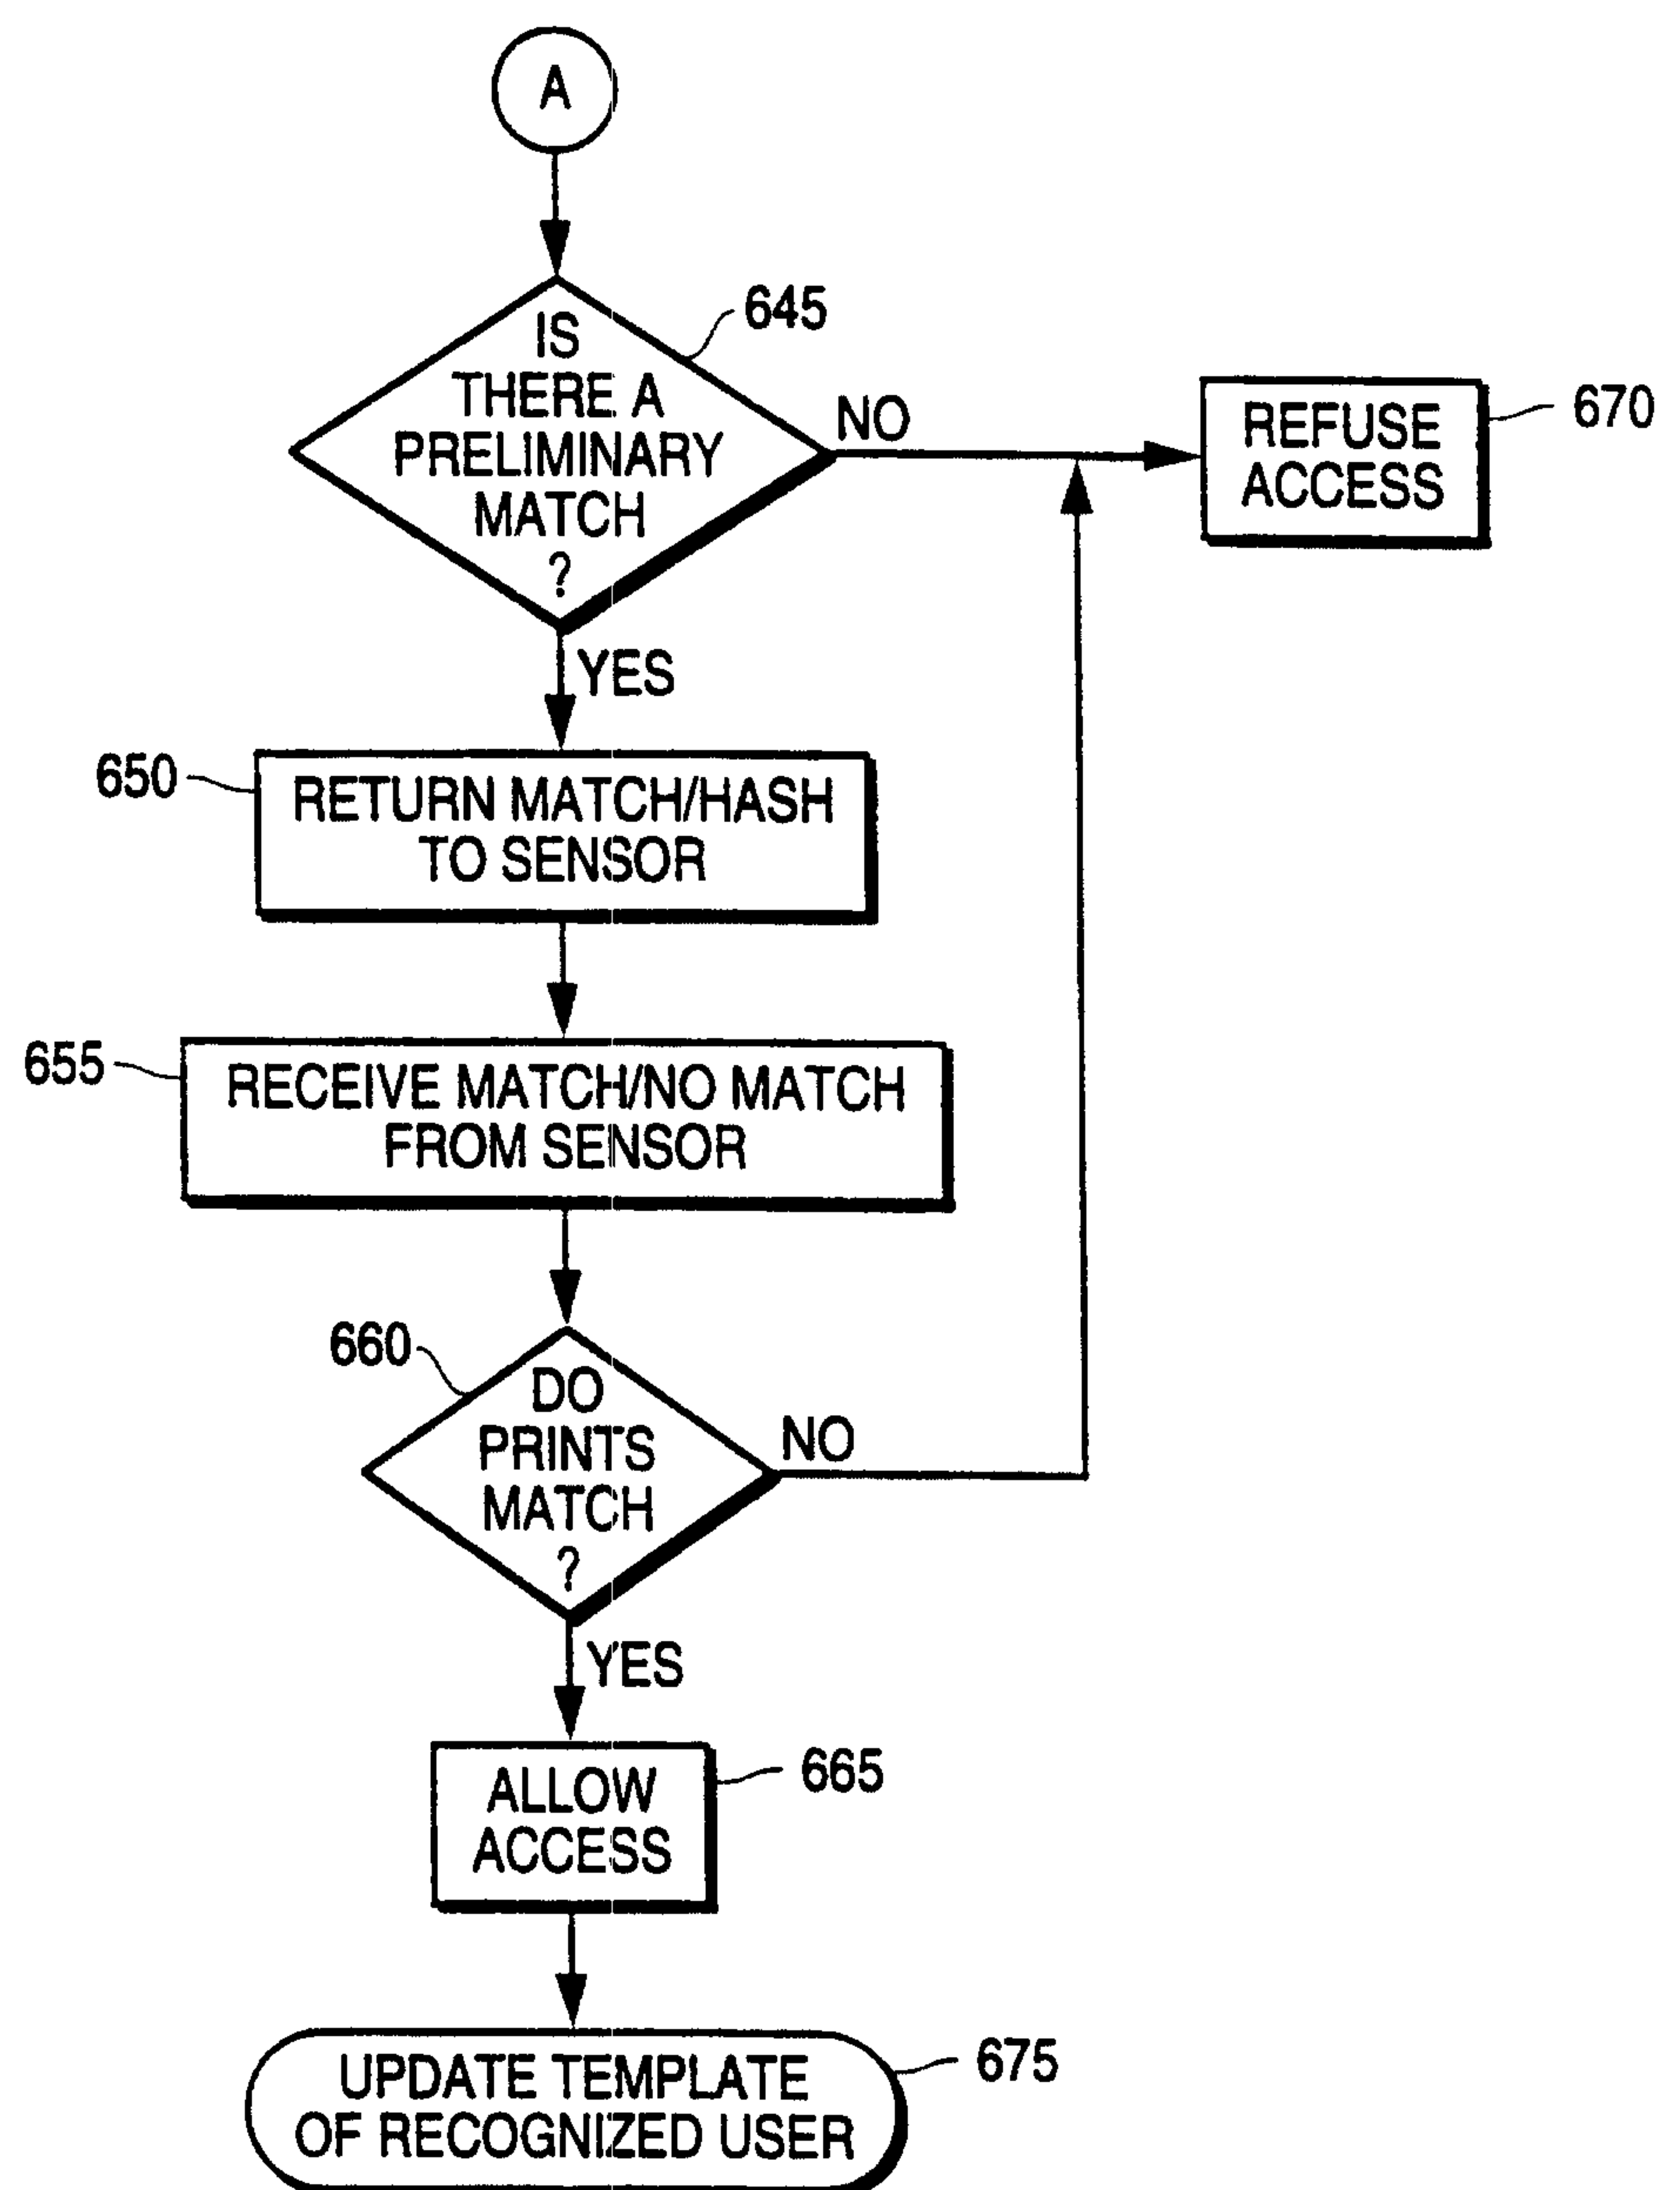 A
645
IS
THERE A
PRELIMINARY
MATCH
?
NO
670
REFUSE
ACCESS
YES
650
RETURN MATCH/HASH
TO SENSOR
655
RECEIVE MATCH/NO MATCH
FROM SENSOR
660
DO
PRINTS
MATCH
?
NO
YES
665
ALLOW
ACCESS
675
UPDATE TEMPLATE
OF RECOGNIZED USER